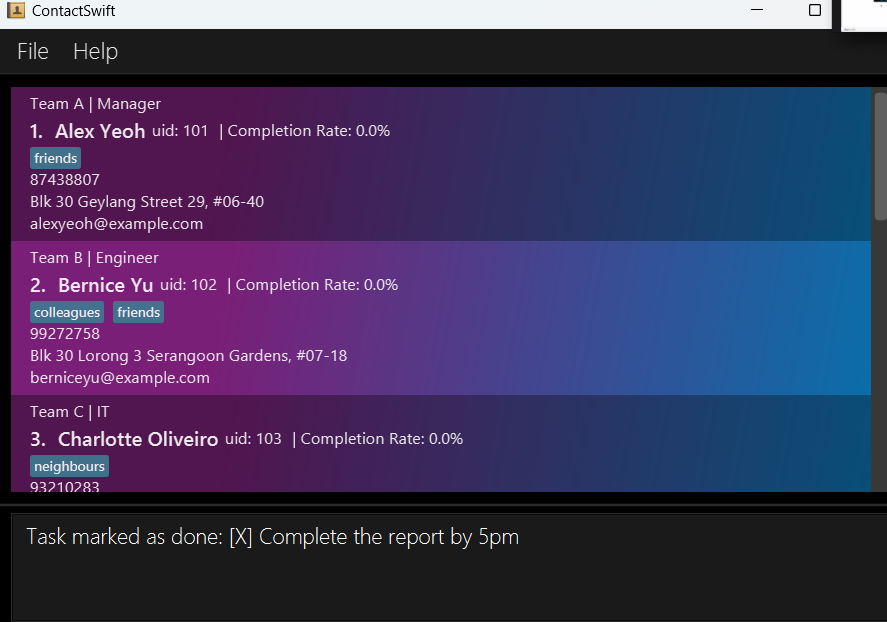 ContactSwift
File Help
Team A | Manager
1. Alex Yeoh uid: 101 | Completion Rate: 0.0%
friends
87438807
Blk 30 Geylang Street 29, #06-40
alexyeoh@example.com
Team B | Engineer
2. Bernice Yu uid: 102 | Completion Rate: 0.0%
colleagues friends
99272758
Blk 30 Lorong 3 Serangoon Gardens, #07-18
berniceyu@example.com
Team C | IT
3. Charlotte Oliveiro uid: 103 | Completion Rate: 0.0%
neighbours
93210283
Task marked as done: [X] Complete the report by 5pm